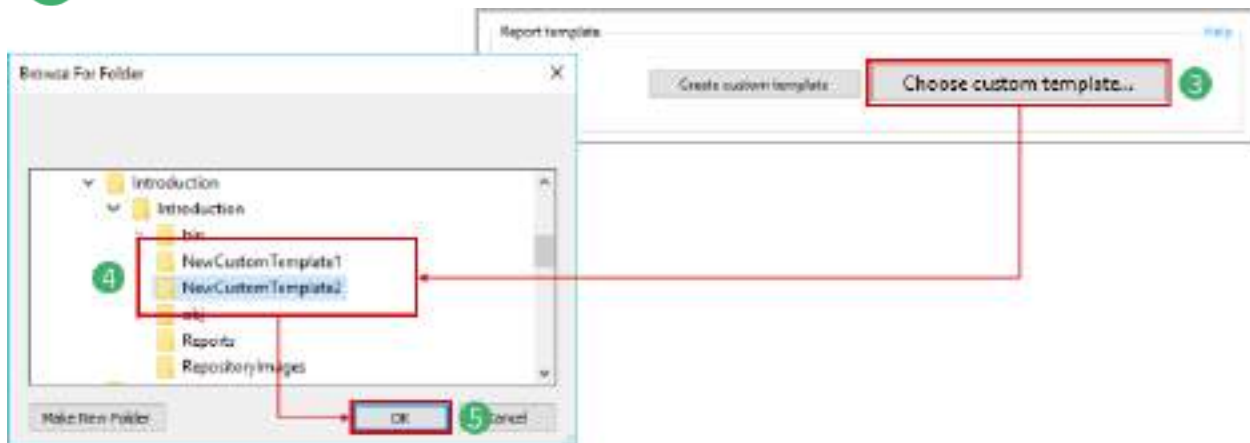 Report template
Help
Create custom template
Choose custom template...
3
Browse For Folder
Introduction
Introduction
bin
NewCustomTemplate1
4
NewCustomTemplate2
obj
Reports
RepositoryImages
Make New Folder
OK
5
Cancel